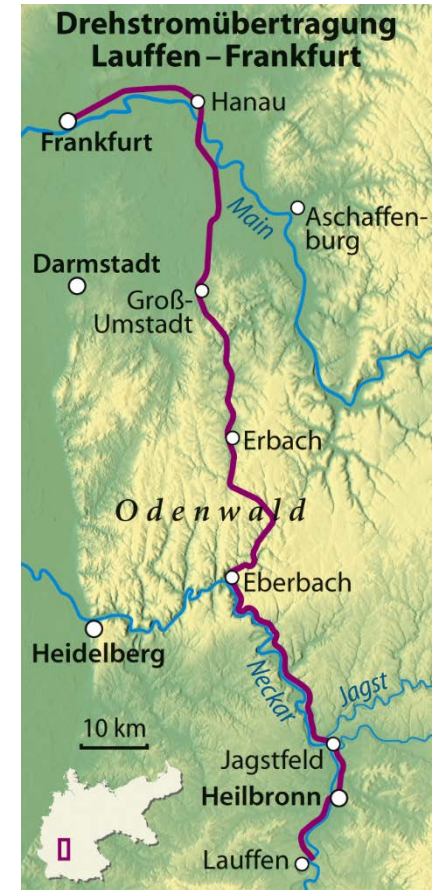 Drehstromübertragung
Lauffen – Frankfurt
Hanau
Frankfurt
Main
Aschaffen-
burg
Darmstadt
Groß-
Umstadt
Erbach
Odenwald
Eberbach
Heidelberg
Neckar
Jagst
10 km
Jagstfeld
Heilbronn
Lauffen